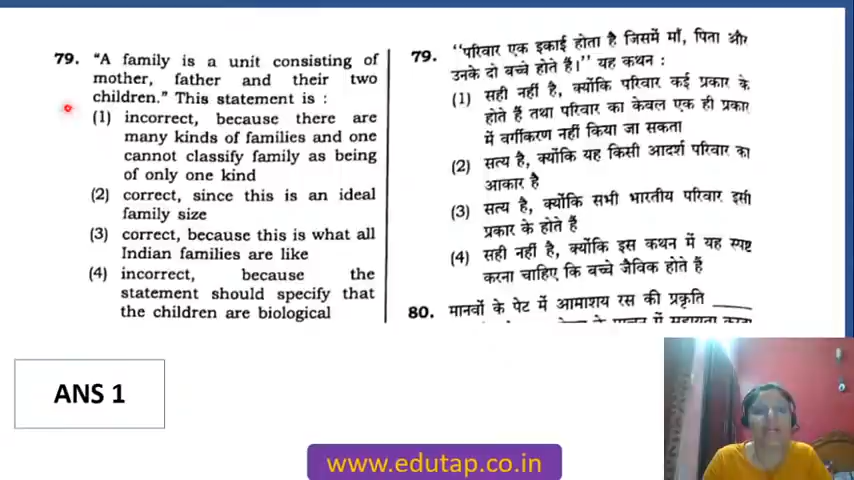 79. “A family is a unit consisting of
mother, father and their two
children.” This statement is :
(1) incorrect, because there are
many kinds of families and one
cannot classify family as being
of only one kind
(2) correct, since this is an ideal
family size
(3) correct, because this is what all
Indian families are like
(4) incorrect, because the
statement should specify that
the children are biological
79. “परिवार एक इकाई होता है जिसमें माँ, पिता और
उनके दो बच्चे होते हैं।” यह कथन :
(1) सही नहीं है, क्योंकि परिवार कई प्रकार के
होते हैं तथा परिवार का केवल एक ही प्रकार
में वर्गीकरण नहीं किया जा सकता
(2) सत्य है, क्योंकि यह किसी आदर्श परिवार का
आकार है
(3) सत्य है, क्योंकि सभी भारतीय परिवार इसी
प्रकार के होते हैं
(4) सही नहीं है, क्योंकि इस कथन में यह स्पष्ट
करना चाहिए कि बच्चे जैविक होते हैं
80. मानवों के पेट में आमाशय रस की प्रकृति ____
ANS 1
www.edutap.co.in